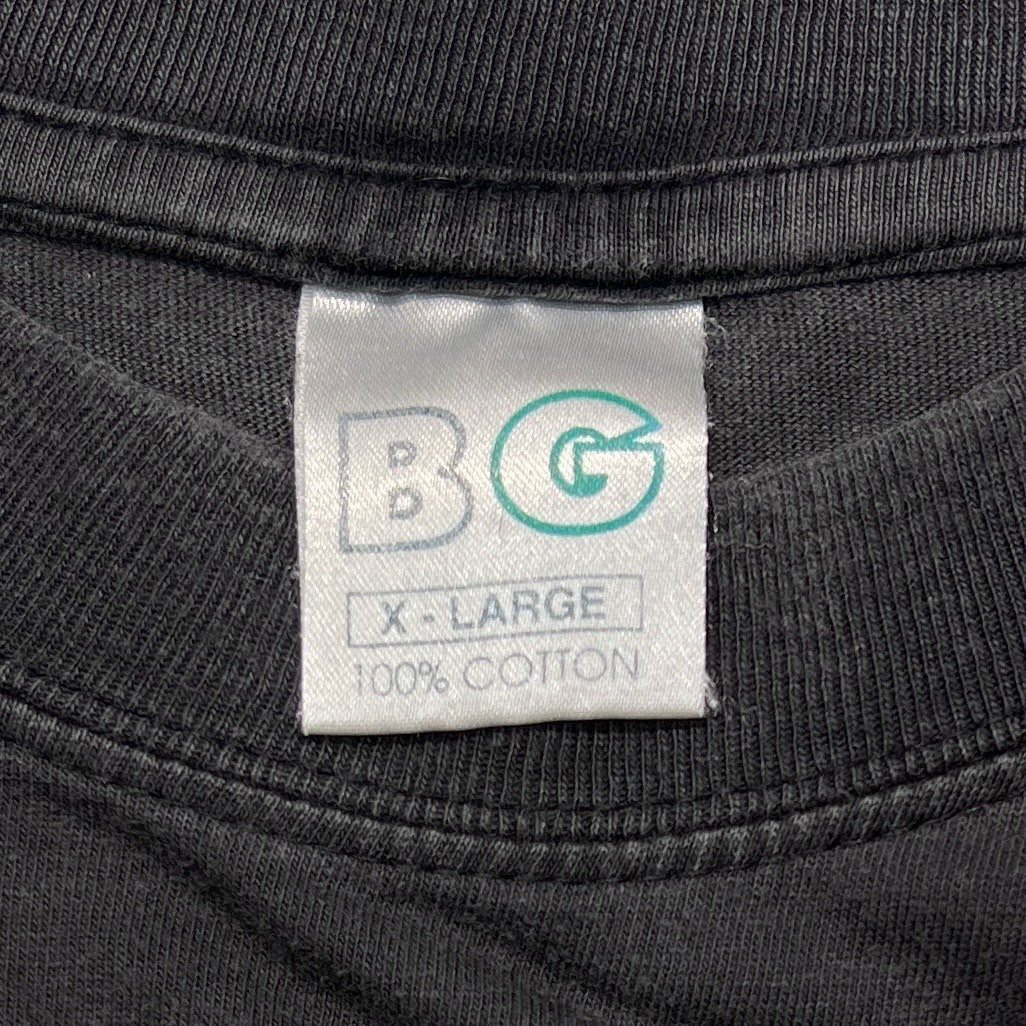 BG
X - LARGE
100% COTTON